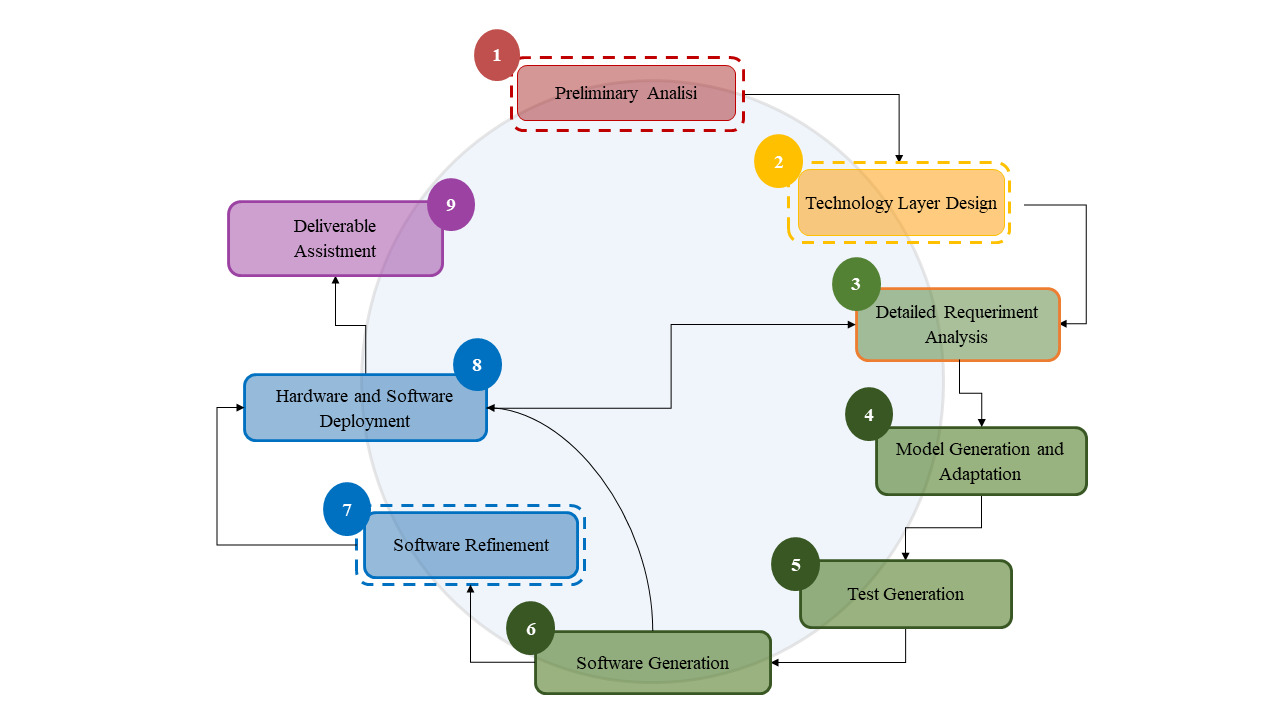 1
Preliminary Analisi
2
Technology Layer Design
3
Detailed Requeriment
Analysis
4
Model Generation and
Adaptation
5
Test Generation
6
Software Generation
7
Software Refinement
8
Hardware and Software
Deployment
9
Deliverable
Assistment